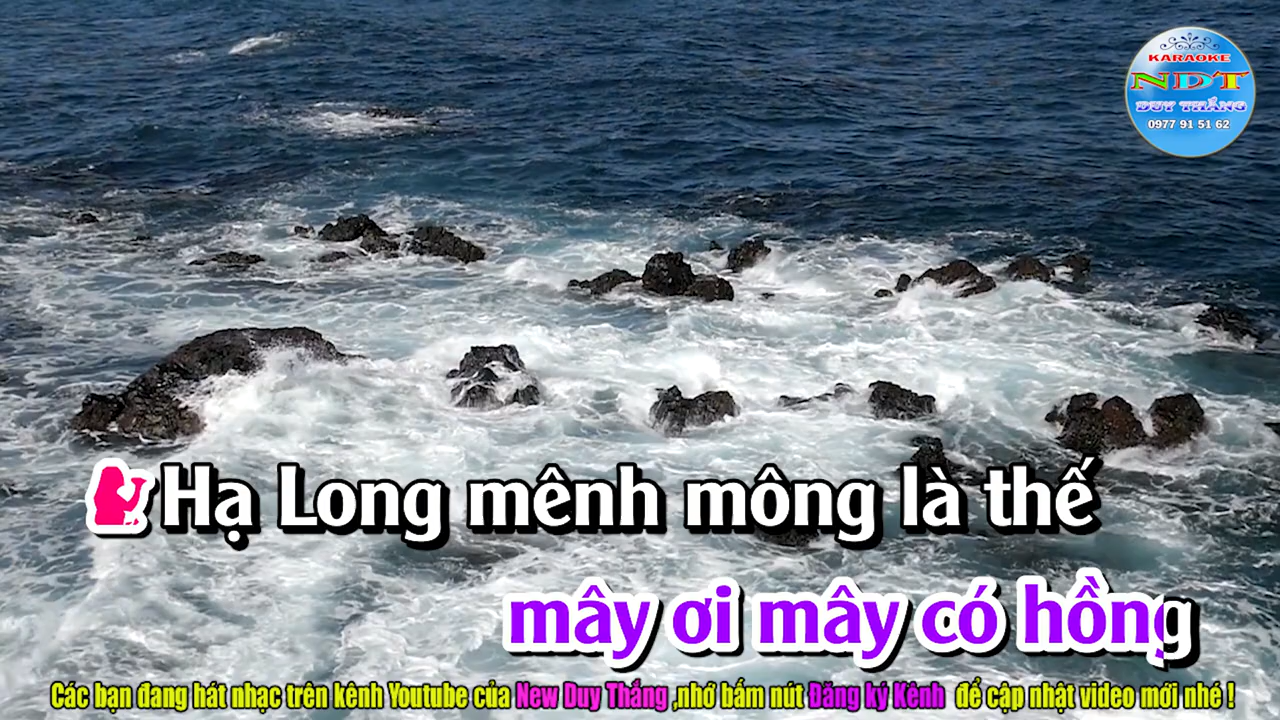 KARAOKE
NDT
DUY THẮNG
0977 91 51 62
Hạ Long mênh mông là thế
mây ơi mây có hồng
Các bạn đang hát nhạc trên kênh Youtube của New Duy Thắng ,nhớ bấm nút Đăng ký Kênh để cập nhật video mới nhé !